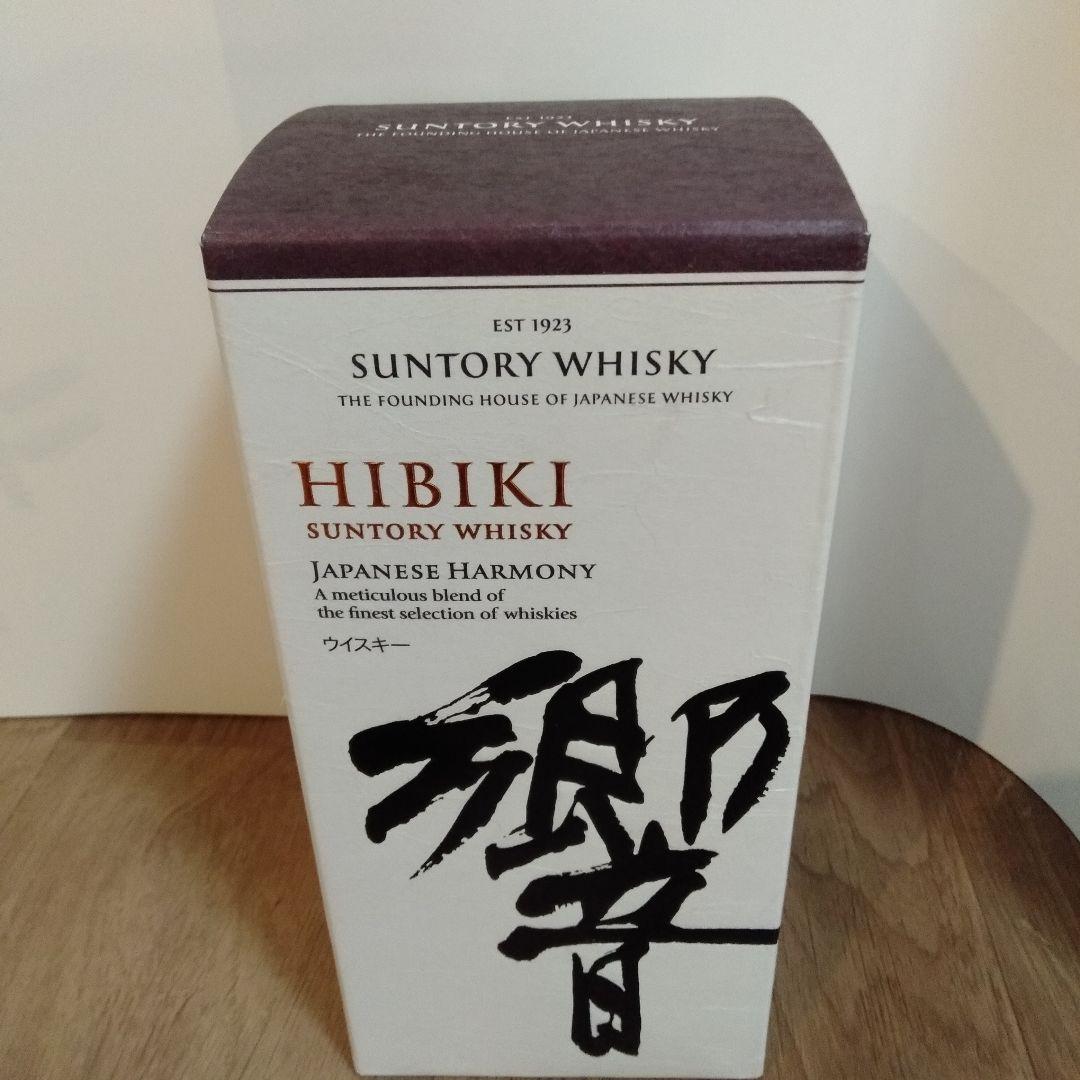 EST 1923
SUNTORY WHISKY
THE FOUNDING HOUSE OF JAPANESE WHISKY
EST 1923
SUNTORY WHISKY
THE FOUNDING HOUSE OF JAPANESE WHISKY
HIBIKI
SUNTORY WHISKY
JAPANESE HARMONY
A meticulous blend of
the finest selection of whiskies
ウイスキー
響